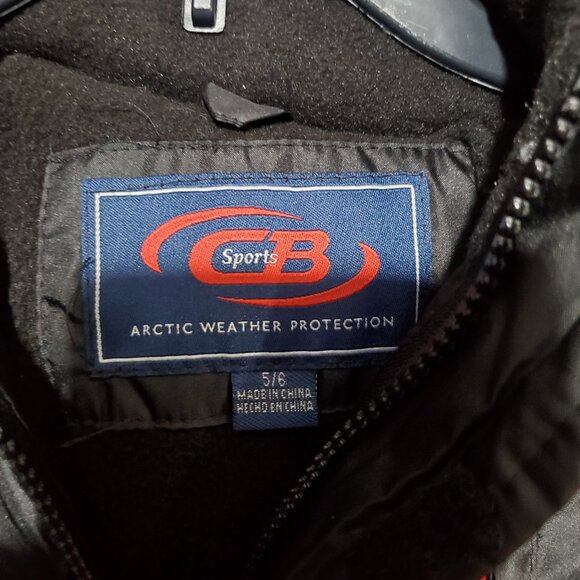 CB
Sports
ARCTIC WEATHER PROTECTION
5/6
MADE IN CHINA
HECHO EN CHINA